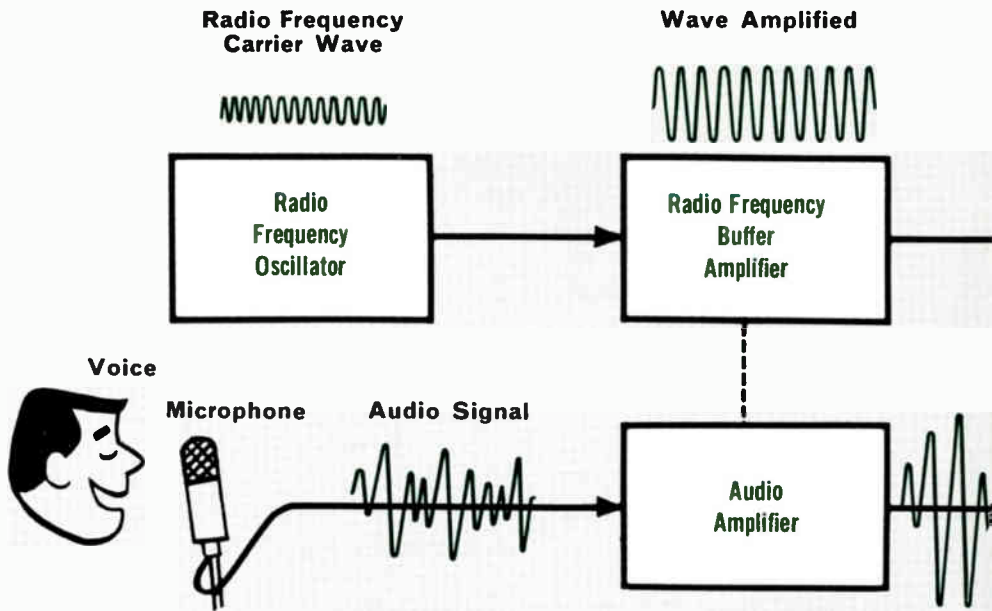 Radio Frequency
Carrier Wave
Wave Amplified
Radio
Frequency
Oscillator
Radio Frequency
Buffer
Amplifier
Voice
Microphone
Audio Signal
Audio
Amplifier